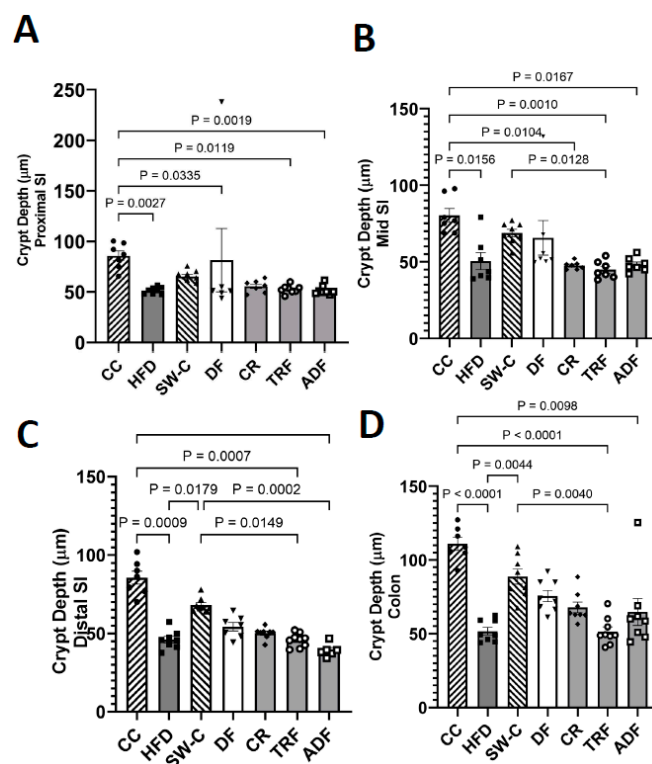 A
250
200
150
100
50
0
Crypt Depth (µm)
Proximal SI
P = 0.0019
P = 0.0119
P = 0.0335
P = 0.0027
CC
HFD
SW-C
DF
CR
TRF
ADF
B
150
100
50
0
Crypt Depth (µm)
Mid SI
P = 0.0167
P = 0.0010
P = 0.0104
P = 0.0156
P = 0.0128
CC
HFD
SW-C
DF
CR
TRF
ADF
C
150
100
50
0
Crypt Depth (µm)
Distal SI
P = 0.0007
P = 0.0179
P = 0.0002
P = 0.0009
P = 0.0149
CC
HFD
SW-C
DF
CR
TRF
ADF
D
150
100
50
0
Crypt Depth (µm)
Colon
P = 0.0098
P < 0.0001
P = 0.0044
P < 0.0001
P = 0.0040
CC
HFD
SW-C
DF
CR
TRF
ADF